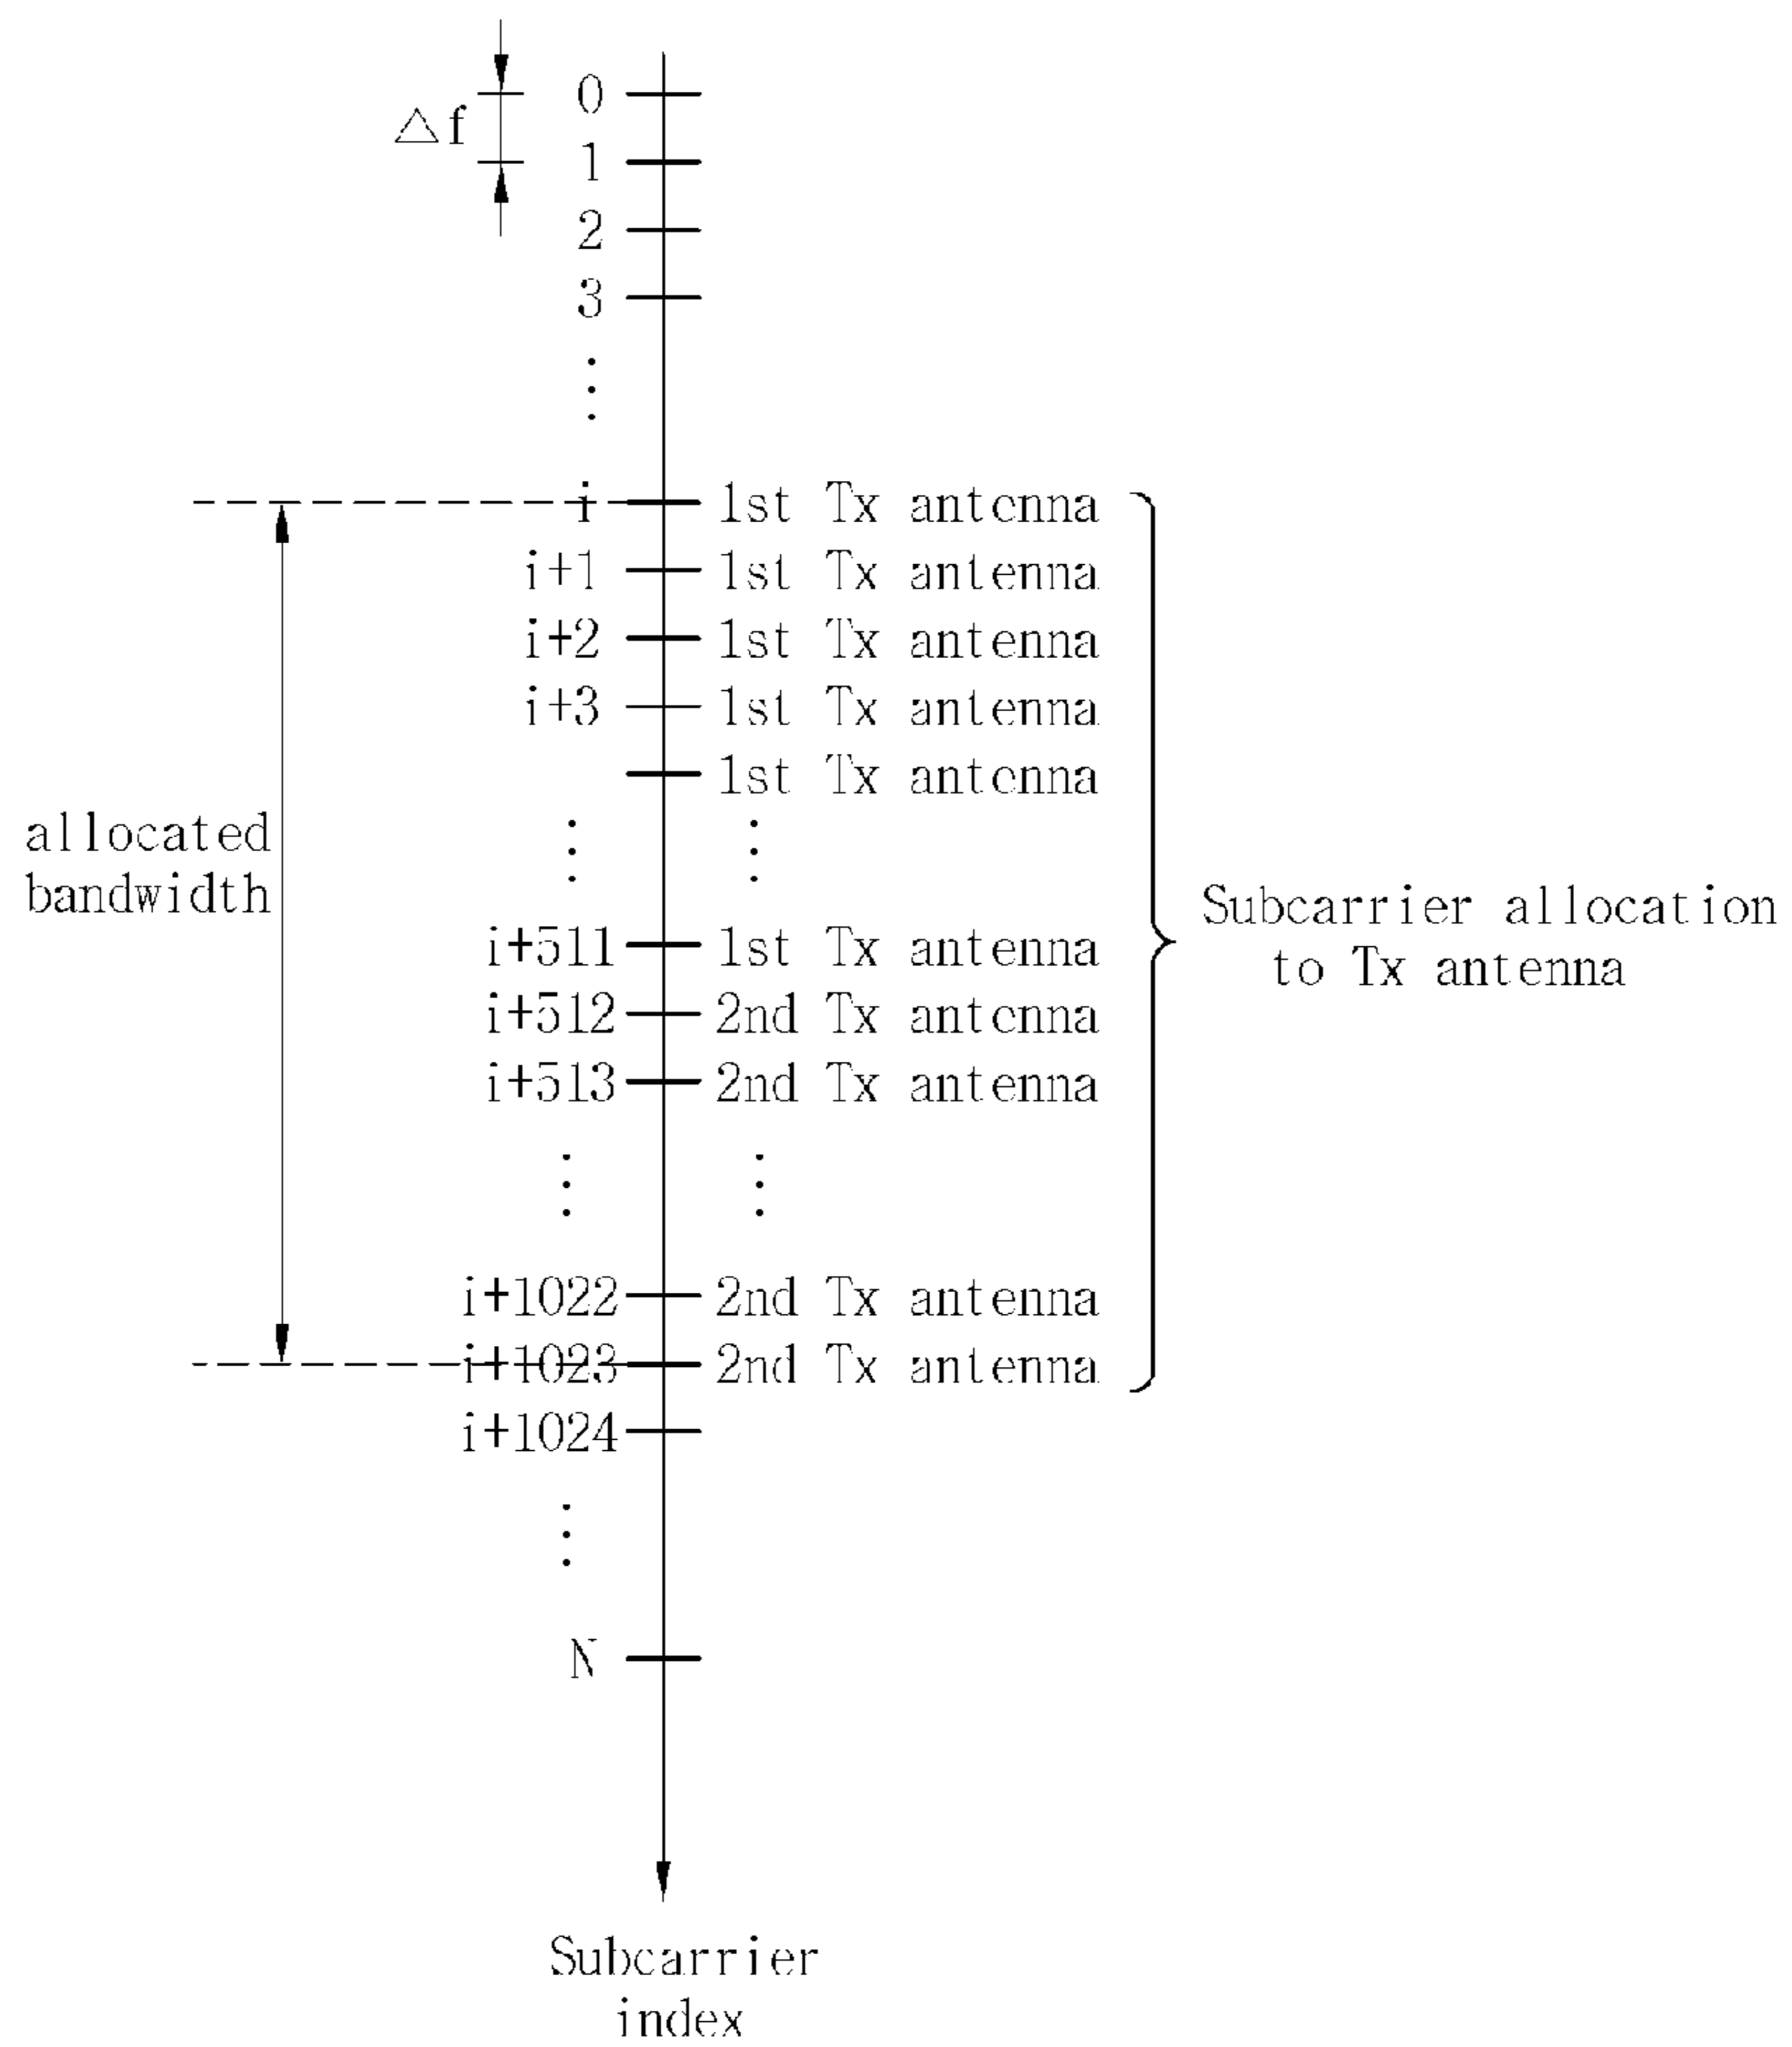 △f
0
1
2
3
i 1st Tx antenna
i+1 1st Tx antenna
i+2 1st Tx antenna
i+3 1st Tx antenna
1st Tx antenna
allocated
bandwidth
i+511 1st Tx antenna
i+512 2nd Tx antenna
i+513 2nd Tx antenna
Subcarrier allocation
to Tx antenna
i+1022 2nd Tx antenna
i+1023 2nd Tx antenna
i+1024
N
Subcarrier
index